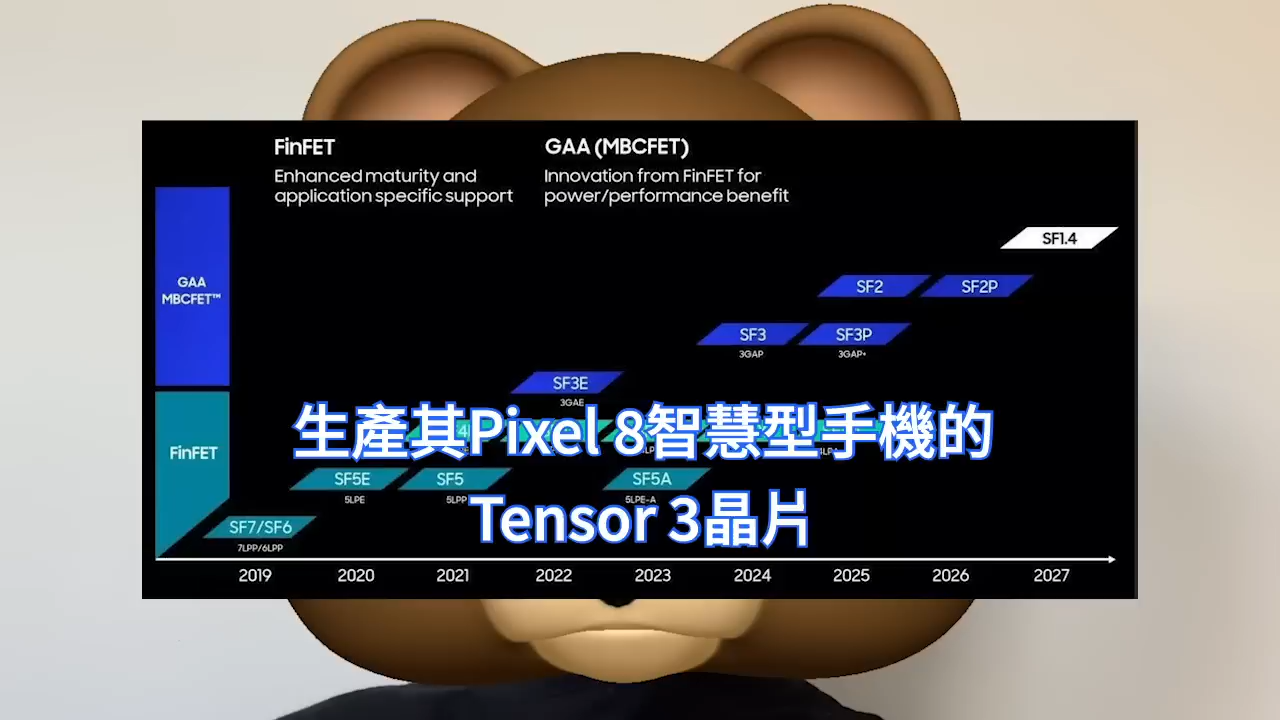 FinFET
Enhanced maturity and
application specific support
GAA (MBCFET)
Innovation from FinFET for
power/performance benefit
GAA
MBCFET™
FinFET
SF1.4
SF2
SF2P
SF3
3GAP
SF3P
3GAP+
SF3E
3GAE
生產其Pixel 8智慧型手機的
Tensor 3晶片
SF5E
5LPE
SF5
5LPP
SF5A
5LPE-A
SF7/SF6
7LPP/6LPP
2019
2020
2021
2022
2023
2024
2025
2026
2027